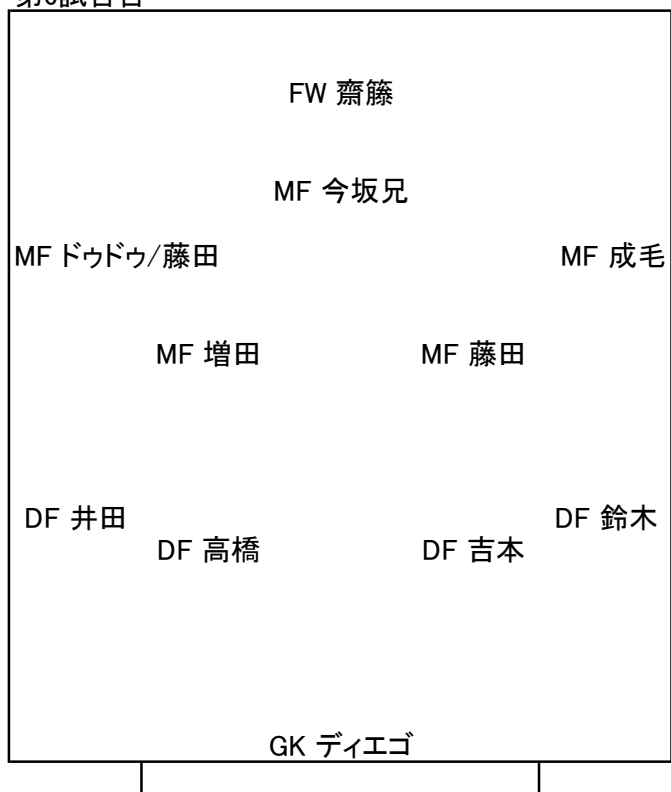 FW 齋藤
MF 今坂兄
MF ドゥドゥ/藤田 MF 成毛
MF 増田 MF 藤田
DF 井田 DF 鈴木
DF 高橋 DF 吉本
GK ディエゴ